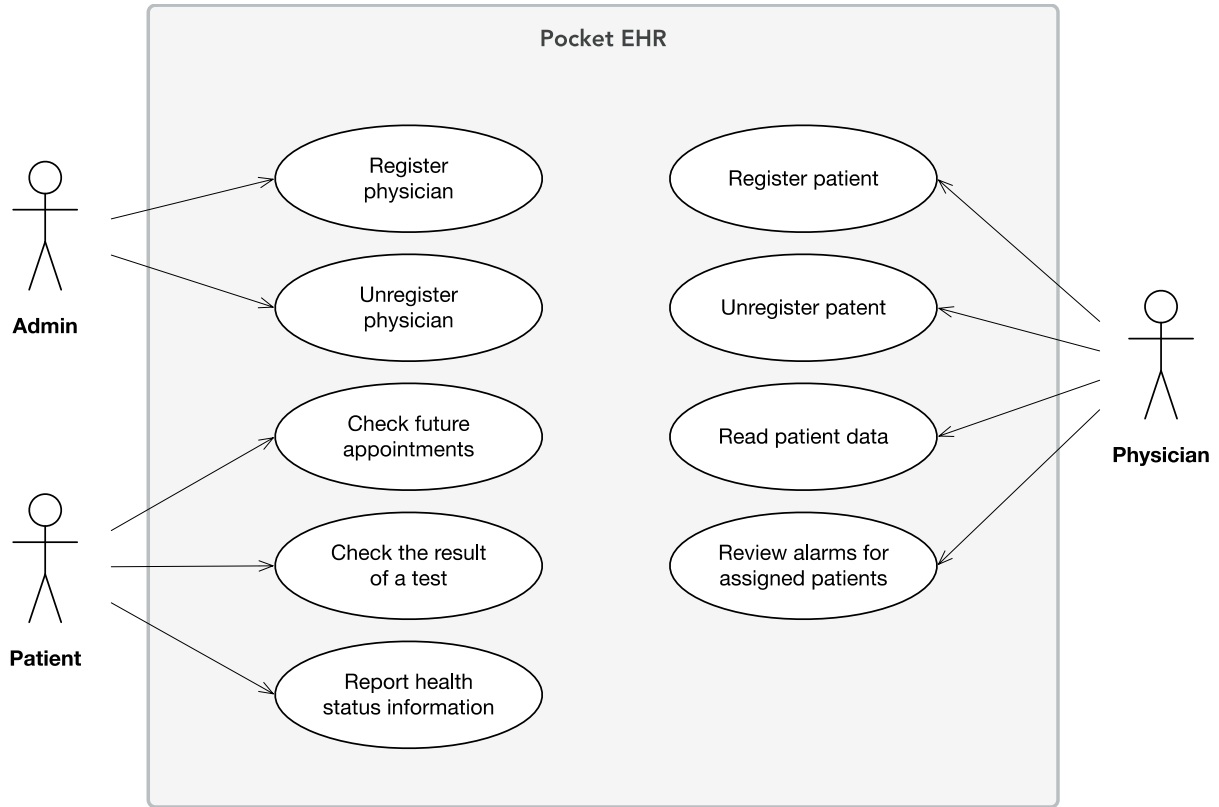 Pocket EHR
Register
physician
Register patient
Unregister
physician
Unregister patent
Admin
Check future
appointments
Read patient data
Physician
Check the result
of a test
Review alarms for
assigned patients
Patient
Report health
status information